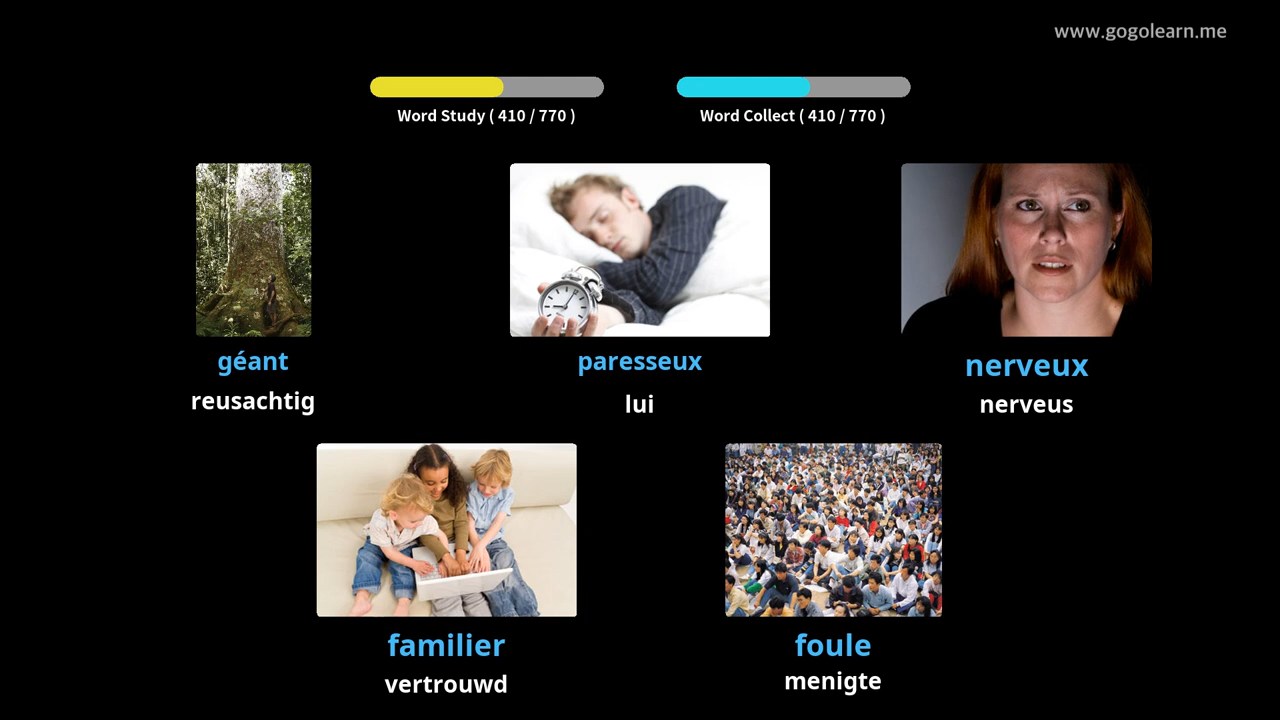 www.gogolearn.me
Word Study ( 410 / 770 )
Word Collect ( 410 / 770 )
géant
paresseux
nerveux
reusachtig
lui
nerveus
familier
foule
vertrouwd
menigte